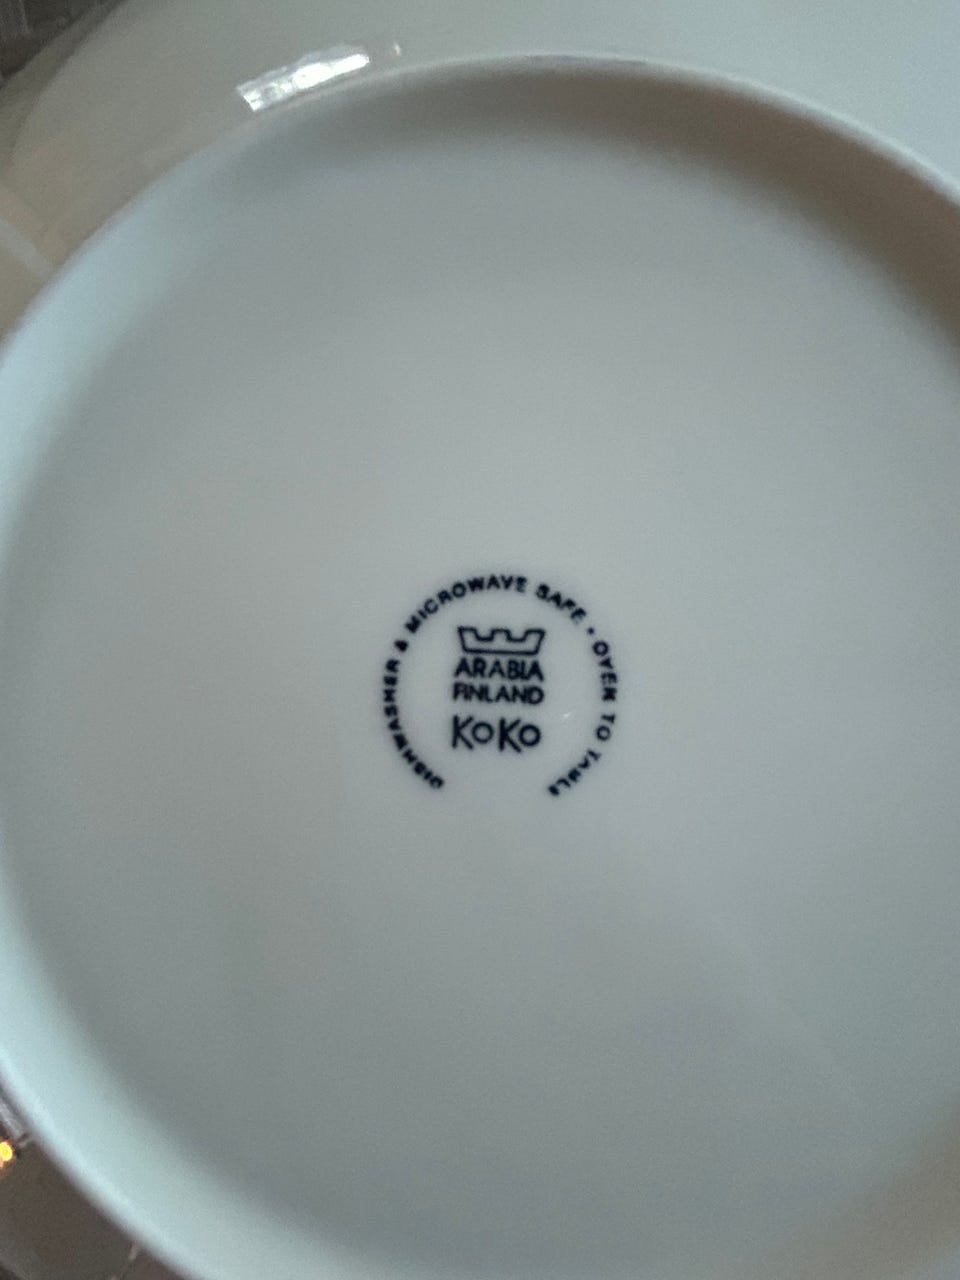 DISHWASHER & MICROWAVE SAFE • OVEN TO TABLE
ARABIA
FINLAND
KoKo